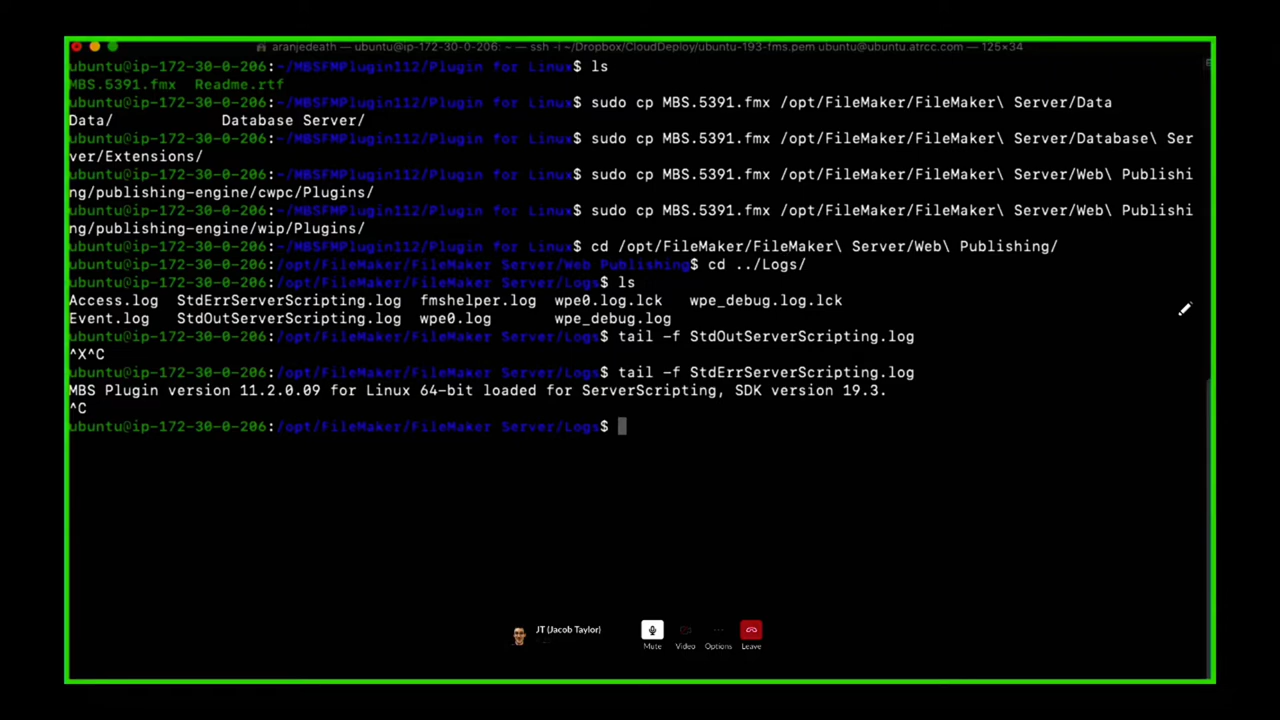 aranjedeath — ubuntu@ip-172-30-0-206: ~ — ssh -i ~/Dropbox/CloudDeploy/ubuntu-193-fms.pem ubuntu@ubuntu.atrcc.com — 125×34
ubuntu@ip-172-30-0-206:~/MBSFMPlugin112/Plugin for Linux$ ls
MBS.5391.fmx  Readme.rtf
ubuntu@ip-172-30-0-206:~/MBSFMPlugin112/Plugin for Linux$ sudo cp MBS.5391.fmx /opt/FileMaker/FileMaker\ Server/Data
Data/            Database Server/
ubuntu@ip-172-30-0-206:~/MBSFMPlugin112/Plugin for Linux$ sudo cp MBS.5391.fmx /opt/FileMaker/FileMaker\ Server/Database\ Ser
ver/Extensions/
ubuntu@ip-172-30-0-206:~/MBSFMPlugin112/Plugin for Linux$ sudo cp MBS.5391.fmx /opt/FileMaker/FileMaker\ Server/Web\ Publishi
ng/publishing-engine/cwpc/Plugins/
ubuntu@ip-172-30-0-206:~/MBSFMPlugin112/Plugin for Linux$ sudo cp MBS.5391.fmx /opt/FileMaker/FileMaker\ Server/Web\ Publishi
ng/publishing-engine/wip/Plugins/
ubuntu@ip-172-30-0-206:~/MBSFMPlugin112/Plugin for Linux$ cd /opt/FileMaker/FileMaker\ Server/Web\ Publishing/
ubuntu@ip-172-30-0-206:/opt/FileMaker/FileMaker Server/Web Publishing$ cd ../Logs/
ubuntu@ip-172-30-0-206:/opt/FileMaker/FileMaker Server/Logs$ ls
Access.log  StdErrServerScripting.log  fmshelper.log  wpe0.log.lck   wpe_debug.log.lck
Event.log   StdOutServerScripting.log  wpe0.log       wpe_debug.log
ubuntu@ip-172-30-0-206:/opt/FileMaker/FileMaker Server/Logs$ tail -f StdOutServerScripting.log
^X^C
ubuntu@ip-172-30-0-206:/opt/FileMaker/FileMaker Server/Logs$ tail -f StdErrServerScripting.log
MBS Plugin version 11.2.0.09 for Linux 64-bit loaded for ServerScripting, SDK version 19.3.
^C
ubuntu@ip-172-30-0-206:/opt/FileMaker/FileMaker Server/Logs$
JT (Jacob Taylor)
Mute Video Options Leave